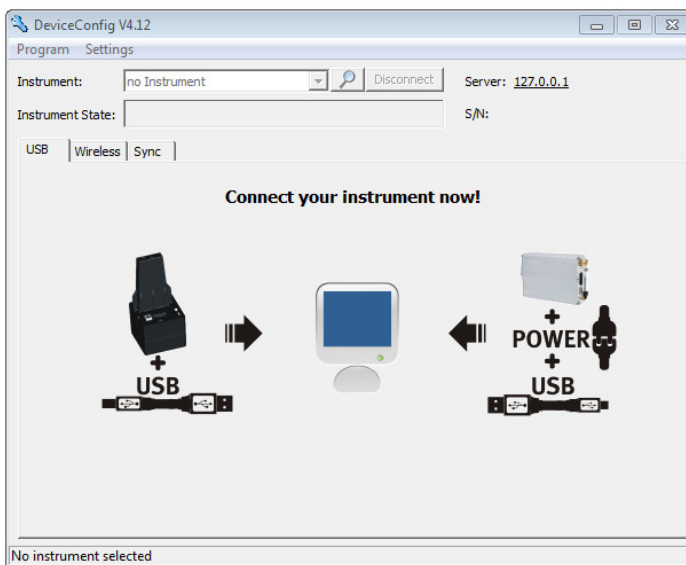 DeviceConfig V4.12
Program Settings
Instrument: no Instrument Disconnect Server: 127.0.0.1
Instrument State: S/N:
USB Wireless Sync
Connect your instrument now!
+
USB
+
POWER
+
USB
No instrument selected